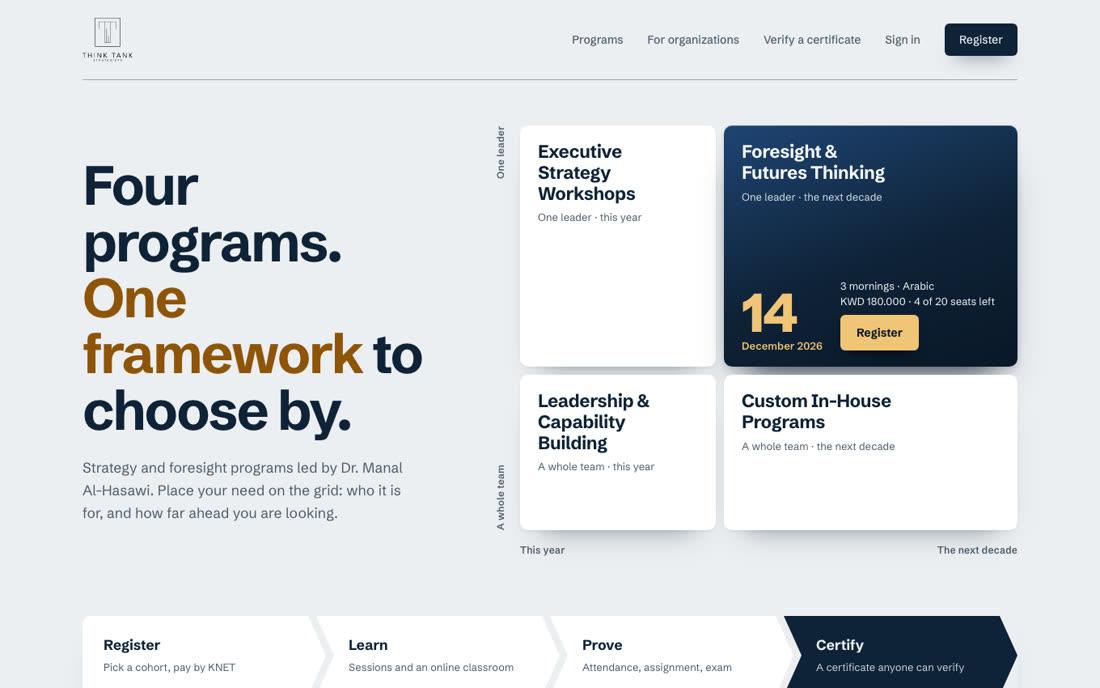 THINK TANK
STRATEGISTS
Programs
For organizations
Verify a certificate
Sign in
Register
Four
programs.
One
framework to
choose by.
Strategy and foresight programs led by Dr. Manal
Al-Hasawi. Place your need on the grid: who it is
for, and how far ahead you are looking.
One leader
A whole team
Executive
Strategy
Workshops
One leader · this year
Foresight &
Futures Thinking
One leader · the next decade
14
December 2026
3 mornings · Arabic
KWD 180.000 · 4 of 20 seats left
Register
Leadership &
Capability
Building
A whole team · this year
Custom In-House
Programs
A whole team · the next decade
This year
The next decade
Register
Pick a cohort, pay by KNET
Learn
Sessions and an online classroom
Prove
Attendance, assignment, exam
Certify
A certificate anyone can verify